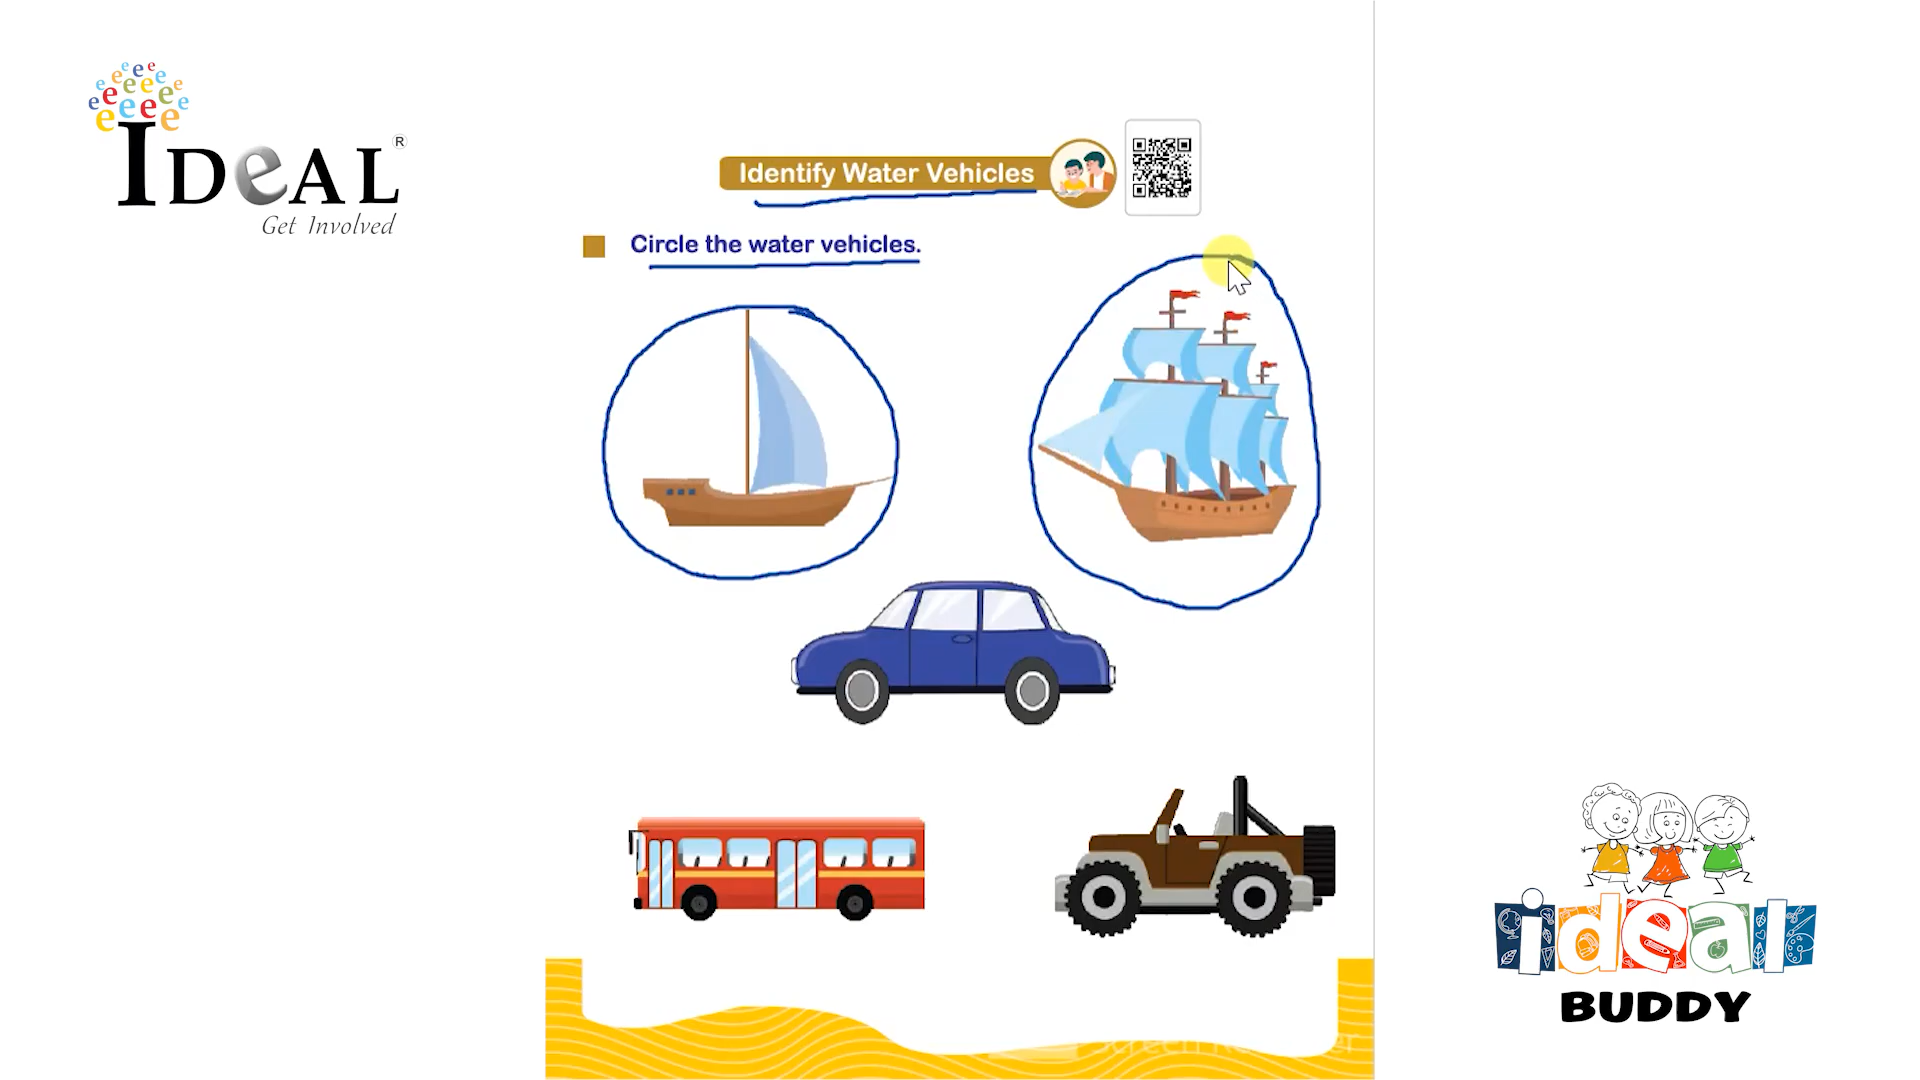 IDeAL®
Get Involved
Identify Water Vehicles
Circle the water vehicles.
ideal
BUDDY